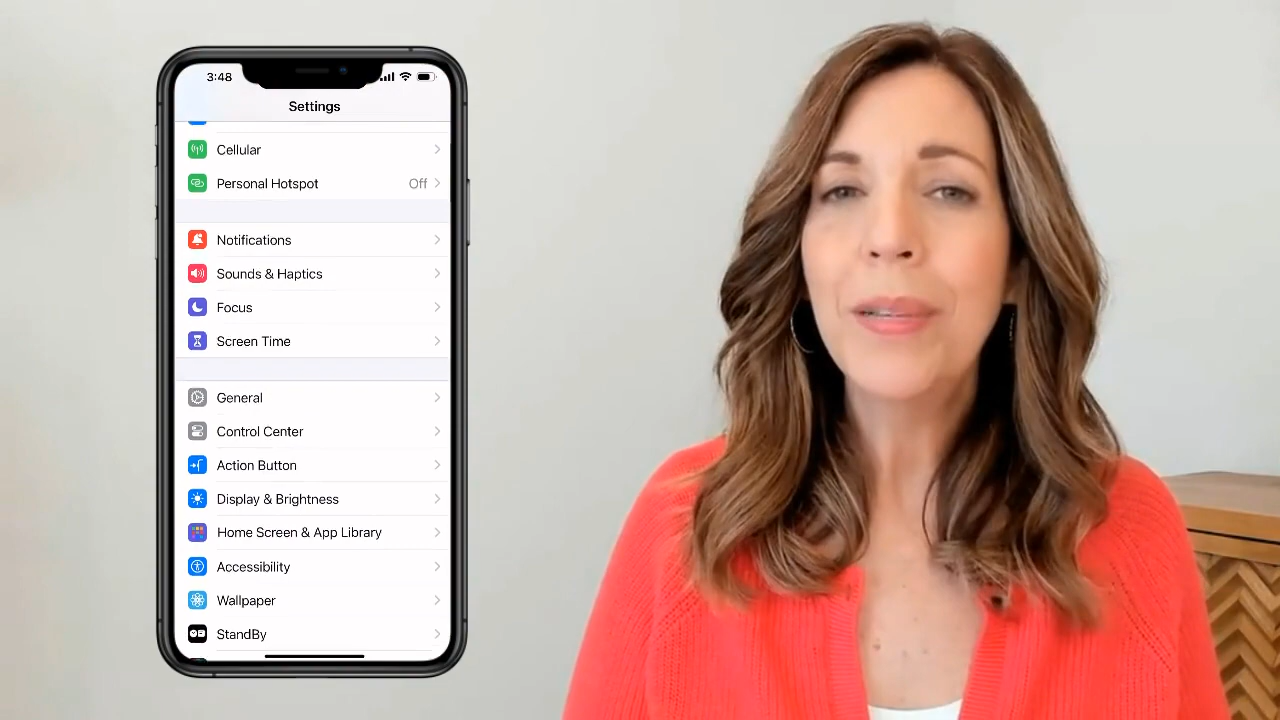 3:48
Settings
Cellular
Personal Hotspot Off
Notifications
Sounds & Haptics
Focus
Screen Time
General
Control Center
Action Button
Display & Brightness
Home Screen & App Library
Accessibility
Wallpaper
StandBy